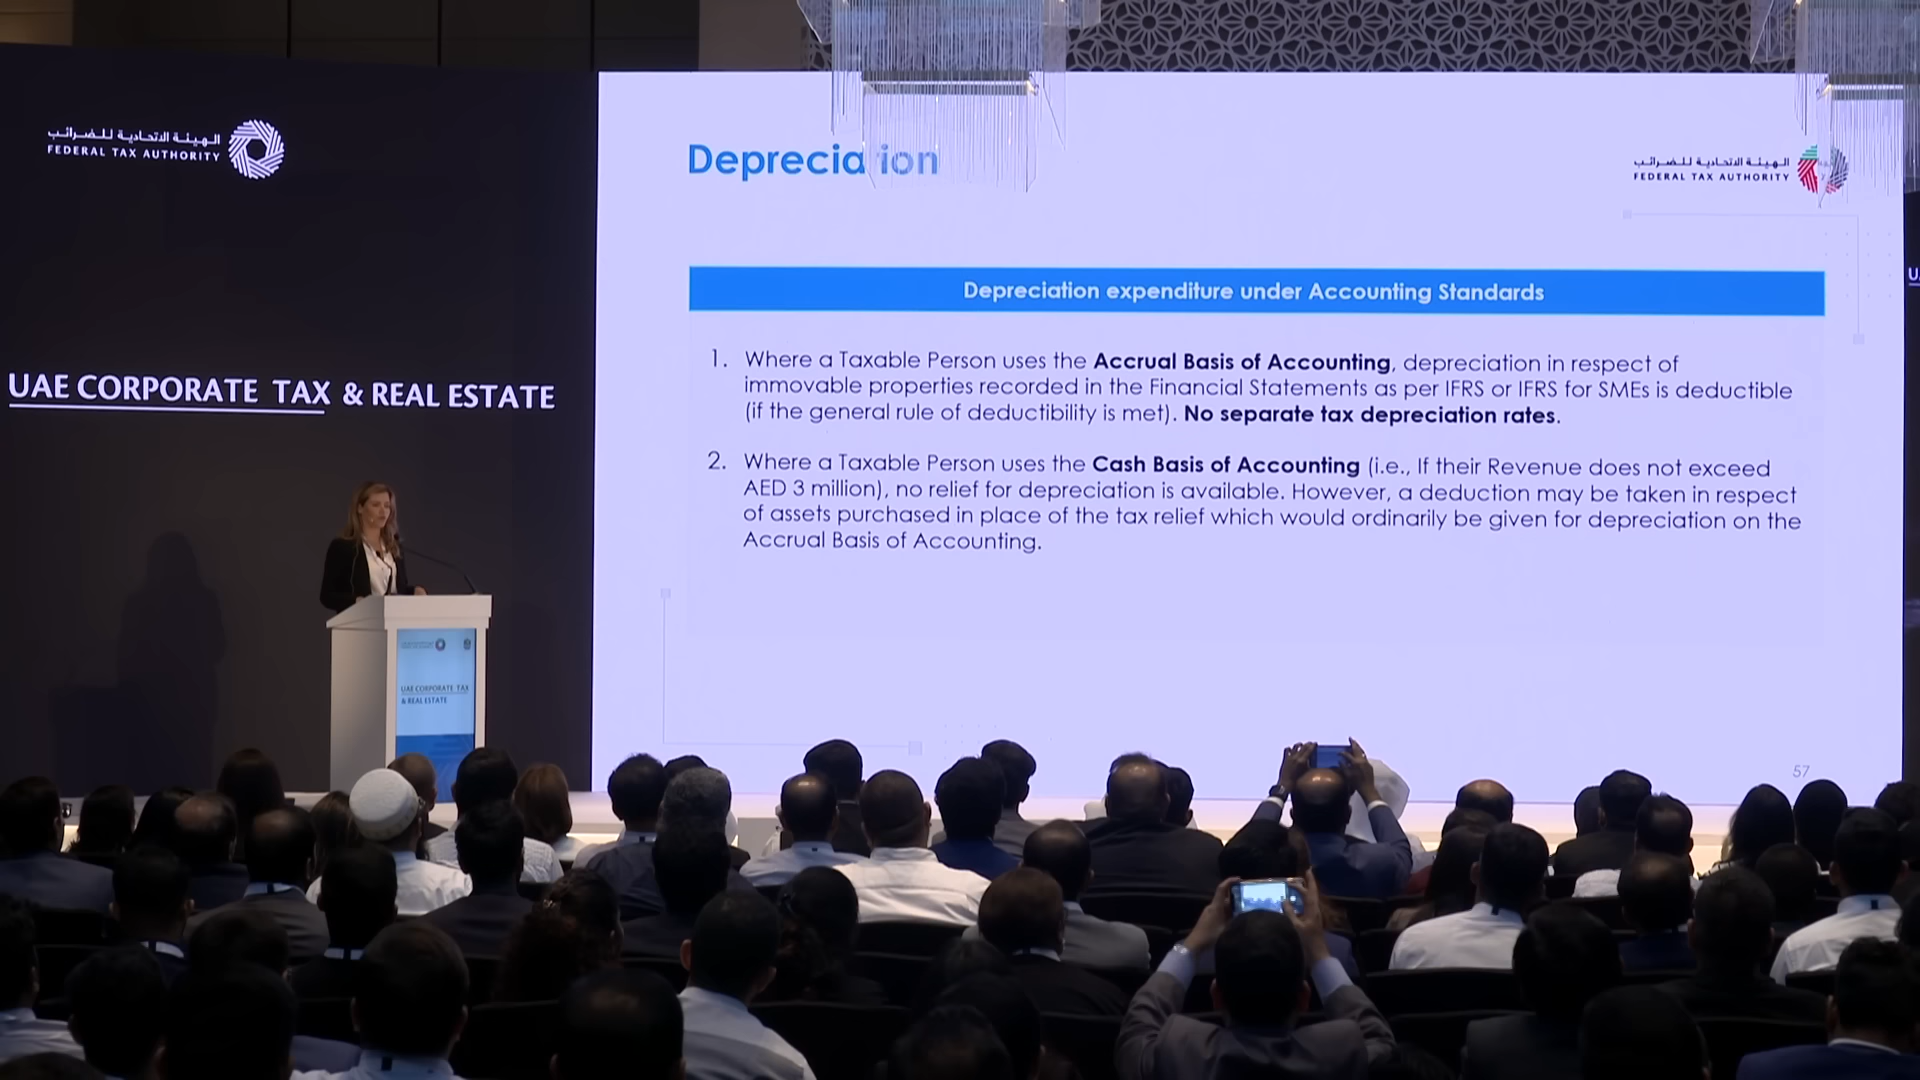 الهيئة الاتحادية للضرائب
FEDERAL TAX AUTHORITY
UAE CORPORATE TAX & REAL ESTATE
Depreciation
الهيئة الاتحادية للضرائب
FEDERAL TAX AUTHORITY
Depreciation expenditure under Accounting Standards
1. Where a Taxable Person uses the Accrual Basis of Accounting, depreciation in respect of
immovable properties recorded in the Financial Statements as per IFRS or IFRS for SMEs is deductible
(if the general rule of deductibility is met). No separate tax depreciation rates.
2. Where a Taxable Person uses the Cash Basis of Accounting (i.e., If their Revenue does not exceed
AED 3 million), no relief for depreciation is available. However, a deduction may be taken in respect
of assets purchased in place of the tax relief which would ordinarily be given for depreciation on the
Accrual Basis of Accounting.
57
UAE CORPORATE TAX
& REAL ESTATE
U